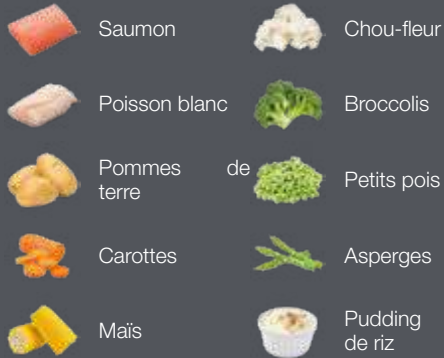 Saumon
Chou-fleur
Poisson blanc
Broccolis
Pommes de
terre
Petits pois
Carottes
Asperges
Maïs
Pudding
de riz